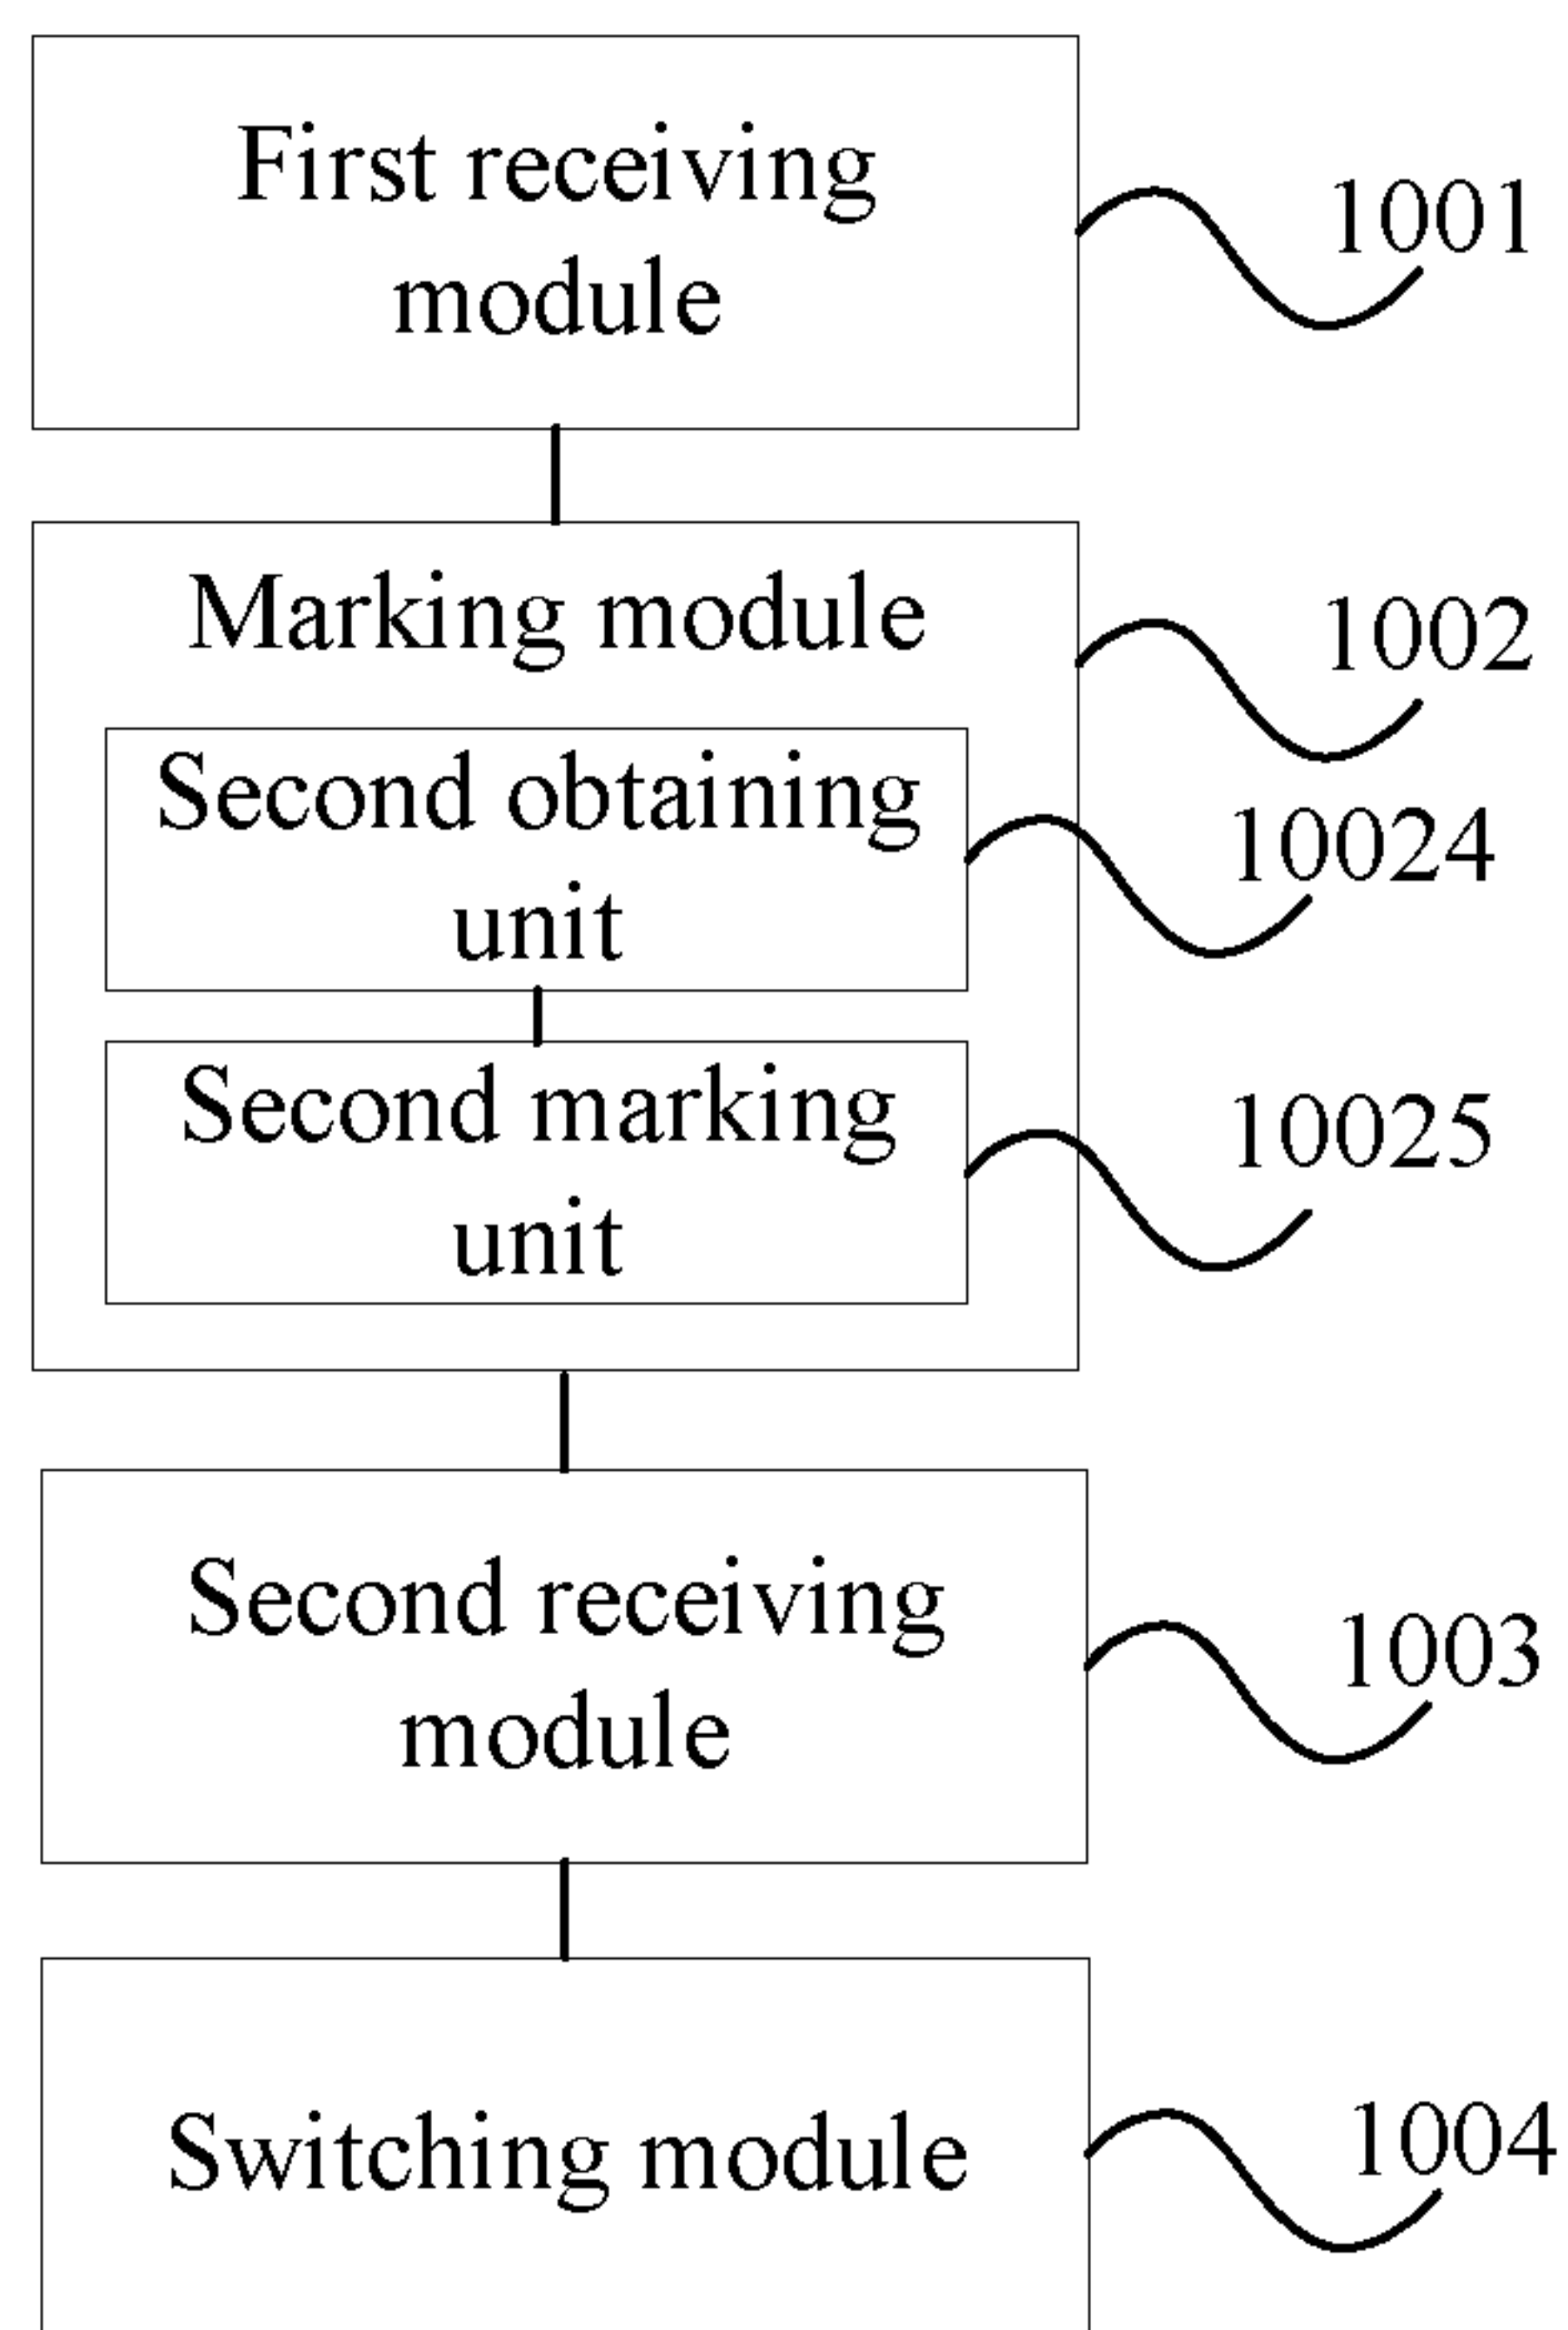 First receiving
module
1001
Marking module
1002
Second obtaining
unit
10024
Second marking
unit
10025
Second receiving
module
1003
Switching module
1004